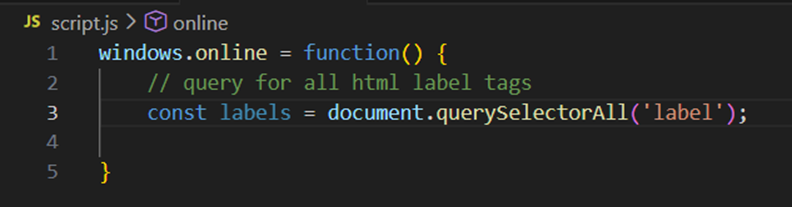 JS script.js > online
1 windows.online = function() {
2 // query for all html label tags
3 const labels = document.querySelectorAll('label');
4
5 }